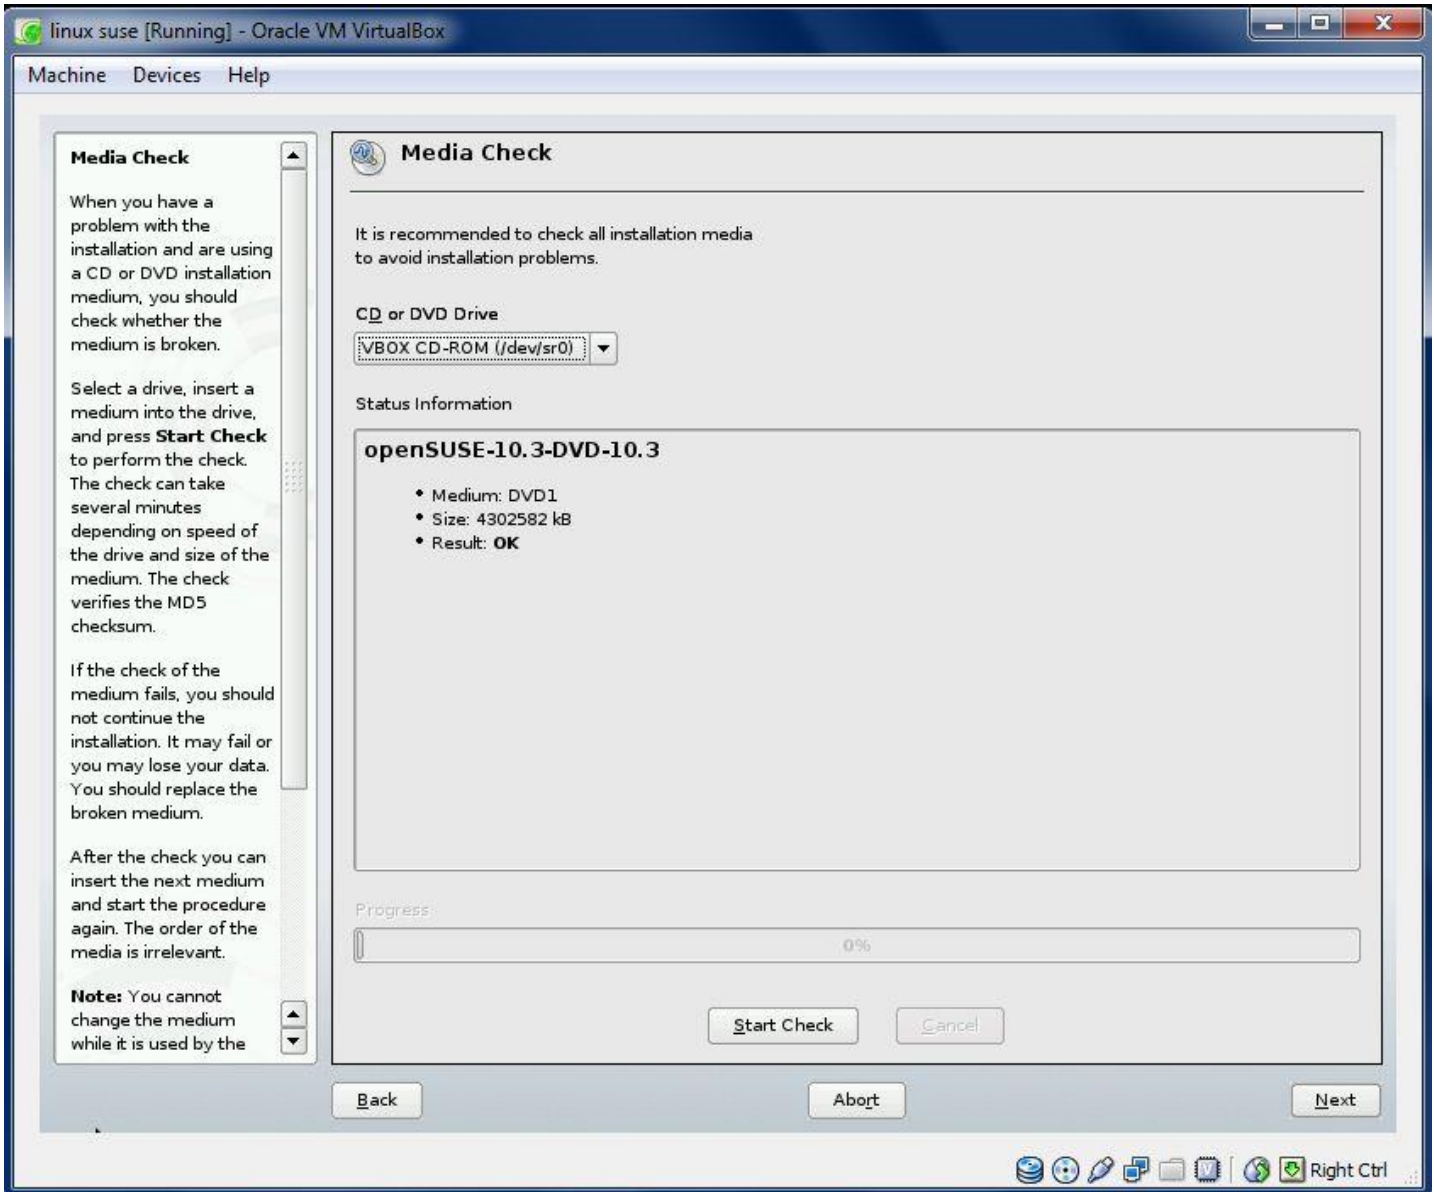 linux suse [Running] - Oracle VM VirtualBox
Machine Devices Help
Media Check
When you have a
problem with the
installation and are using
a CD or DVD installation
medium, you should
check whether the
medium is broken.
Select a drive, insert a
medium into the drive,
and press Start Check
to perform the check.
The check can take
several minutes
depending on speed of
the drive and size of the
medium. The check
verifies the MD5
checksum.
If the check of the
medium fails, you should
not continue the
installation. It may fail or
you may lose your data.
You should replace the
broken medium.
After the check you can
insert the next medium
and start the procedure
again. The order of the
media is irrelevant.
Note: You cannot
change the medium
while it is used by the
Media Check
It is recommended to check all installation media
to avoid installation problems.
CD or DVD Drive
VBOX CD-ROM (/dev/sr0)
Status Information
openSUSE-10.3-DVD-10.3
• Medium: DVD1
• Size: 4302582 kB
• Result: OK
Progress
0%
Start Check Cancel
Back Abort Next
Right Ctrl